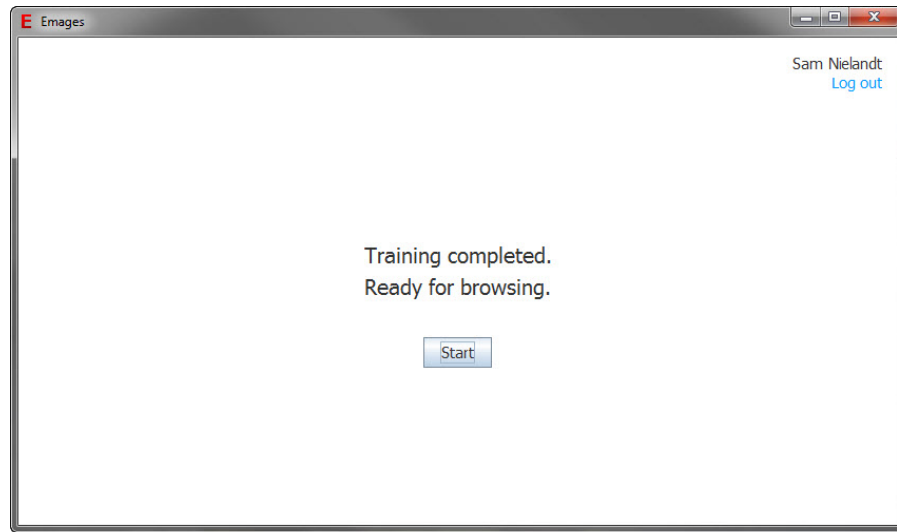 E Emages
Sam Nielandt
Log out
Training completed.
Ready for browsing.
Start